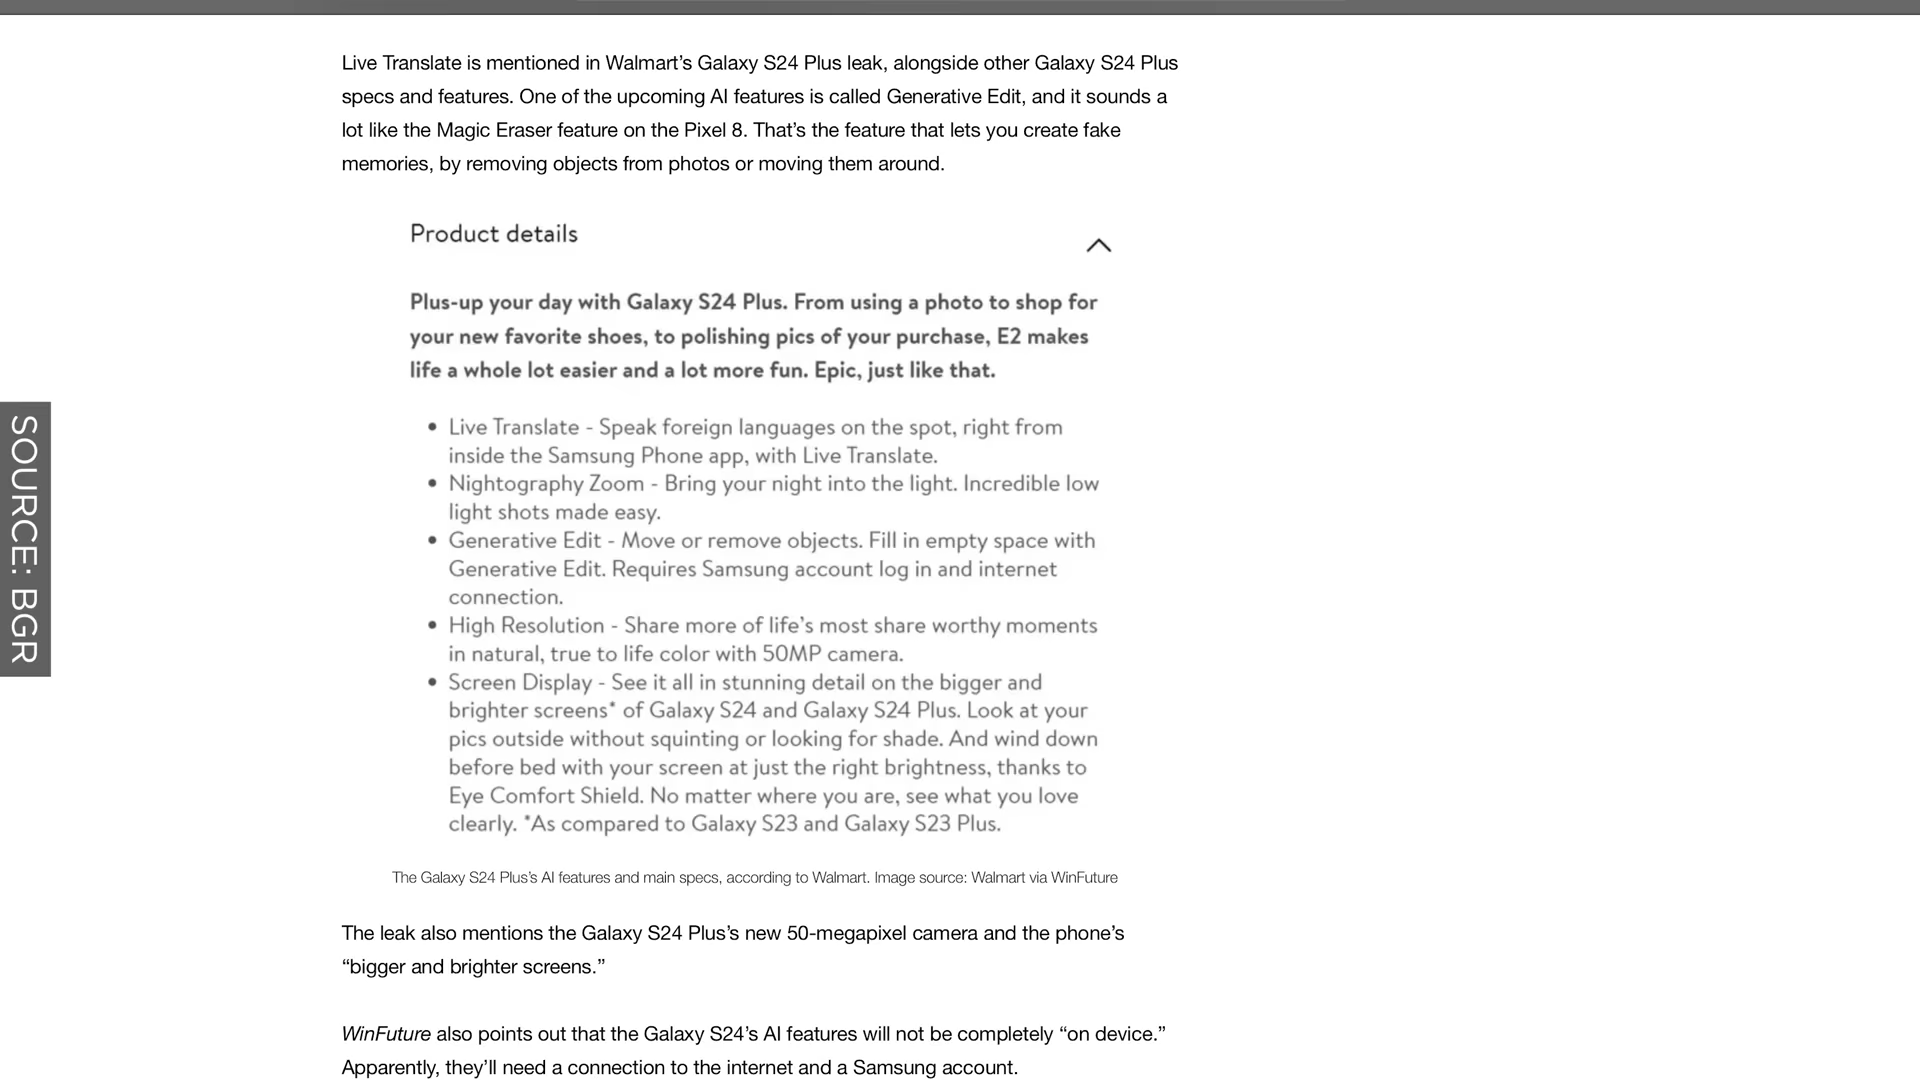 Live Translate is mentioned in Walmart’s Galaxy S24 Plus leak, alongside other Galaxy S24 Plus
specs and features. One of the upcoming AI features is called Generative Edit, and it sounds a
lot like the Magic Eraser feature on the Pixel 8. That’s the feature that lets you create fake
memories, by removing objects from photos or moving them around.
Product details
Plus-up your day with Galaxy S24 Plus. From using a photo to shop for
your new favorite shoes, to polishing pics of your purchase, E2 makes
life a whole lot easier and a lot more fun. Epic, just like that.
• Live Translate - Speak foreign languages on the spot, right from
inside the Samsung Phone app, with Live Translate.
• Nightography Zoom - Bring your night into the light. Incredible low
light shots made easy.
• Generative Edit - Move or remove objects. Fill in empty space with
Generative Edit. Requires Samsung account log in and internet
connection.
• High Resolution - Share more of life’s most share worthy moments
in natural, true to life color with 50MP camera.
• Screen Display - See it all in stunning detail on the bigger and
brighter screens* of Galaxy S24 and Galaxy S24 Plus. Look at your
pics outside without squinting or looking for shade. And wind down
before bed with your screen at just the right brightness, thanks to
Eye Comfort Shield. No matter where you are, see what you love
clearly. *As compared to Galaxy S23 and Galaxy S23 Plus.
The Galaxy S24 Plus’s AI features and main specs, according to Walmart. Image source: Walmart via WinFuture
The leak also mentions the Galaxy S24 Plus’s new 50-megapixel camera and the phone’s
“bigger and brighter screens.”
WinFuture also points out that the Galaxy S24’s AI features will not be completely “on device.”
Apparently, they’ll need a connection to the internet and a Samsung account.
SOURCE: BGR